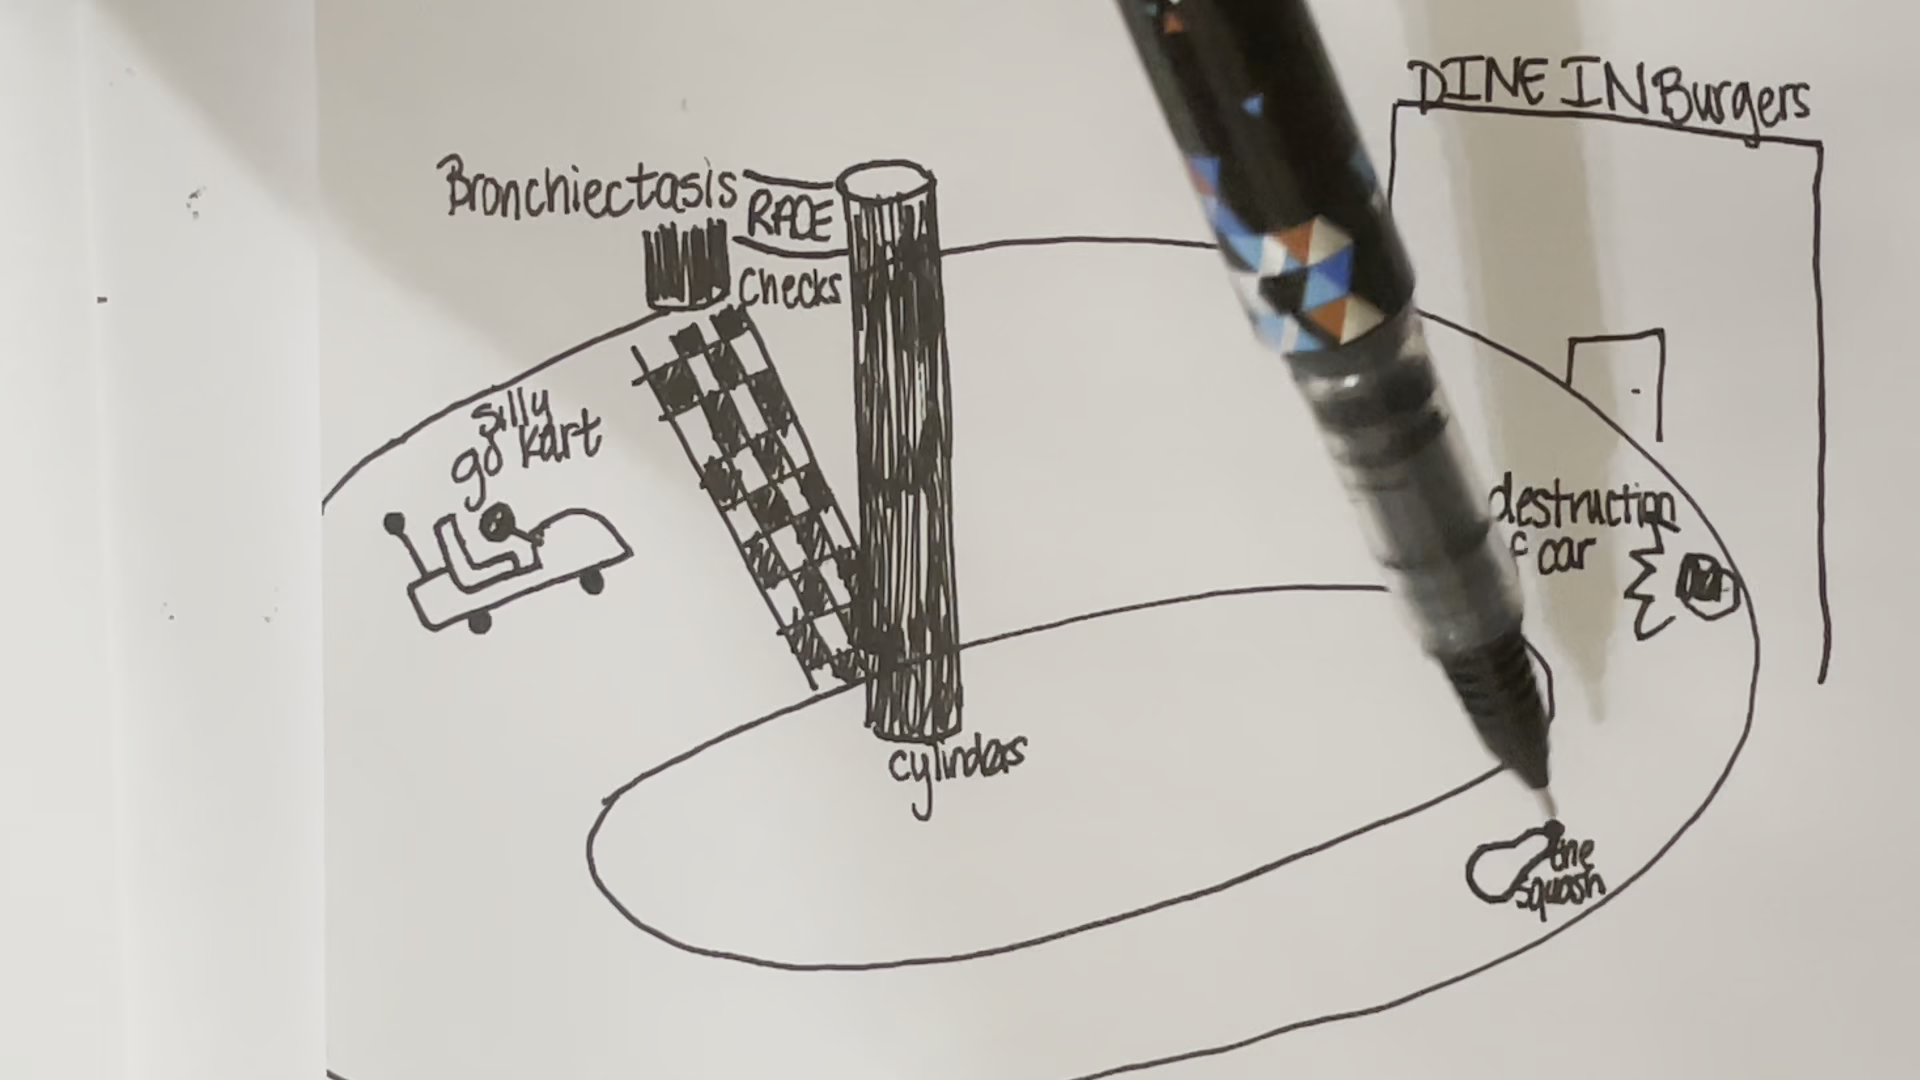 DINE IN Burgers
Bronchiectasis
RACE
checks
silly
go kart
destruction
car
cylinders
the
squash